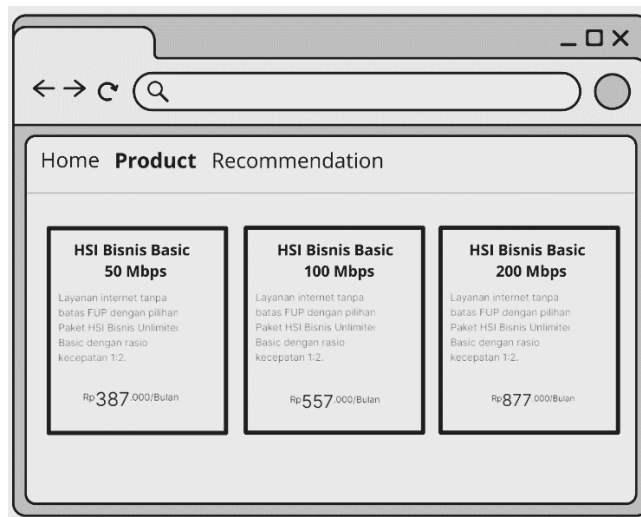 Home Product Recommendation
HSI Bisnis Basic
50 Mbps
Layanan internet tanpa
batas FUP dengan pilihan
Paket HSI Bisnis Unlimited
Basic dengan rasio
kecepatan 1:2.
Rp387.000/Bulan
HSI Bisnis Basic
100 Mbps
Layanan internet tanpa
batas FUP dengan pilihan
Paket HSI Bisnis Unlimited
Basic dengan rasio
kecepatan 1:2.
Rp557.000/Bulan
HSI Bisnis Basic
200 Mbps
Layanan internet tanpa
batas FUP dengan pilihan
Paket HSI Bisnis Unlimited
Basic dengan rasio
kecepatan 1:2.
Rp877.000/Bulan